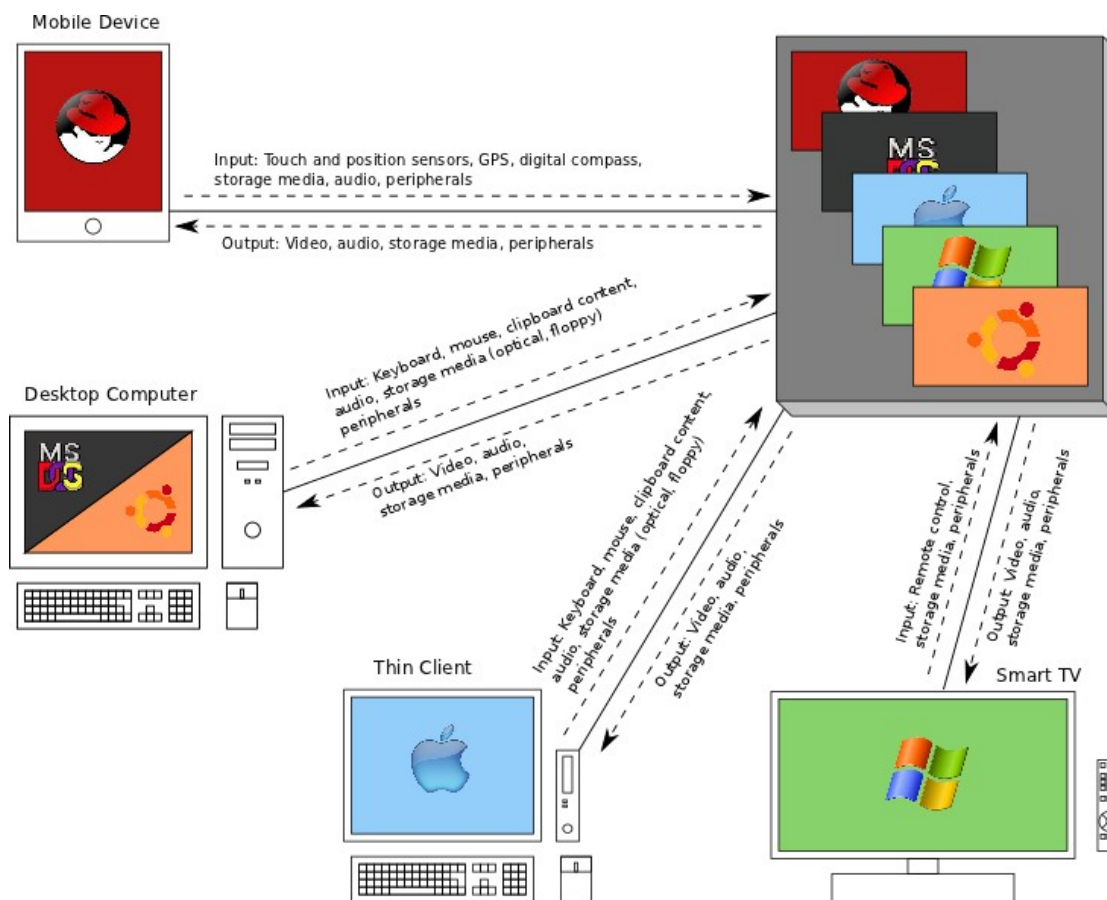 Mobile Device
Input: Touch and position sensors, GPS, digital compass,
storage media, audio, peripherals
Output: Video, audio, storage media, peripherals
MS
Input: Keyboard, mouse, clipboard content,
audio, storage media (optical, floppy)
peripherals
Output: Video, audio,
storage media, peripherals
Desktop Computer
MS
DOS
Input: Keyboard, mouse, clipboard content,
audio, storage media (optical, floppy)
peripherals
Output: Video, audio,
storage media, peripherals
Thin Client
Input: Remote control,
storage media, peripherals
Output: Video, audio,
storage media, peripherals
Smart TV